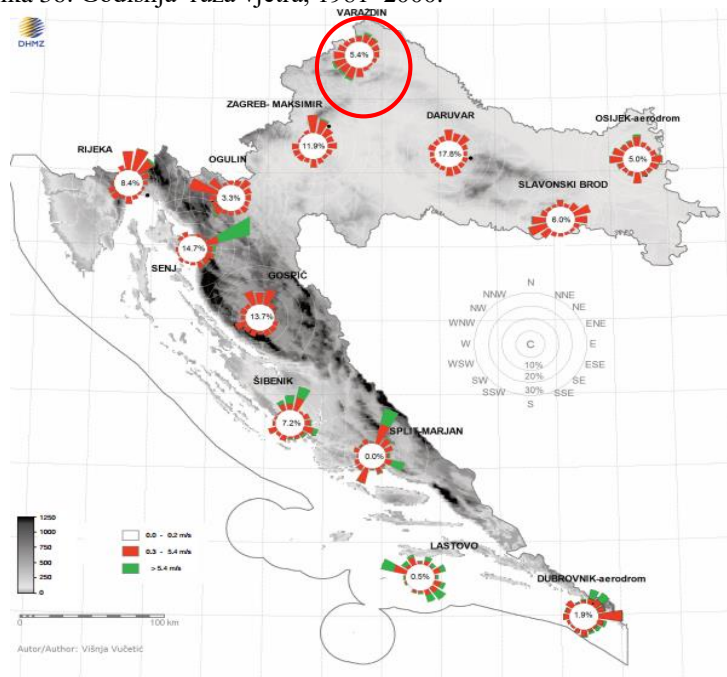 DHMZ
VARAŽDIN
5.4%
ZAGREB- MAKSIMIR
11.9%
DARUVAR
17.8%
OSIJEK-aerodrom
5.0%
RIJEKA
8.4%
OGULIN
3.3%
SLAVONSKI BROD
6.0%
14.7%
SENJ
GOSPIĆ
13.7%
N
NNW NNE
NW NE
WNW ENE
W C E
WSW ESE
10%
SW 20% SE
SSW 30% SSE
S
ŠIBENIK
7.2%
SPLIT-MARJAN
0.0%
1250
1000
750
500
250
0
0.0 - 0.2 m/s
0.3 - 5.4 m/s
> 5.4 m/s
LASTOVO
0.5%
DUBROVNIK-aerodrom
1.9%
0 100 km
Autor/Author: Višnja Vučetić